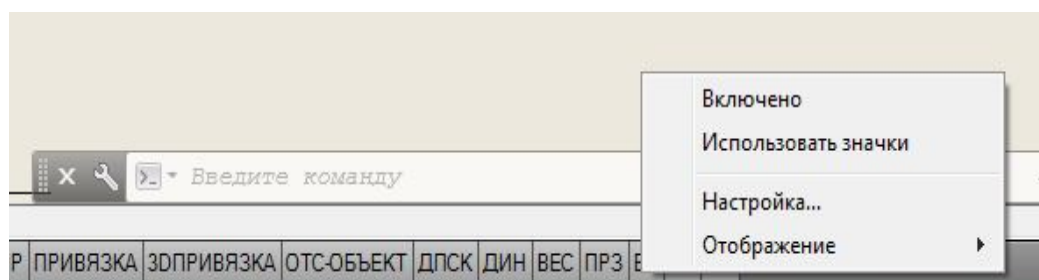 Включено
Использовать значки
Введите команду
Настройка...
Отображение
Р ПРИВЯЗКА 3DПРИВЯЗКА ОТС-ОБЪЕКТ ДПСК ДИН ВЕС ПРЗ